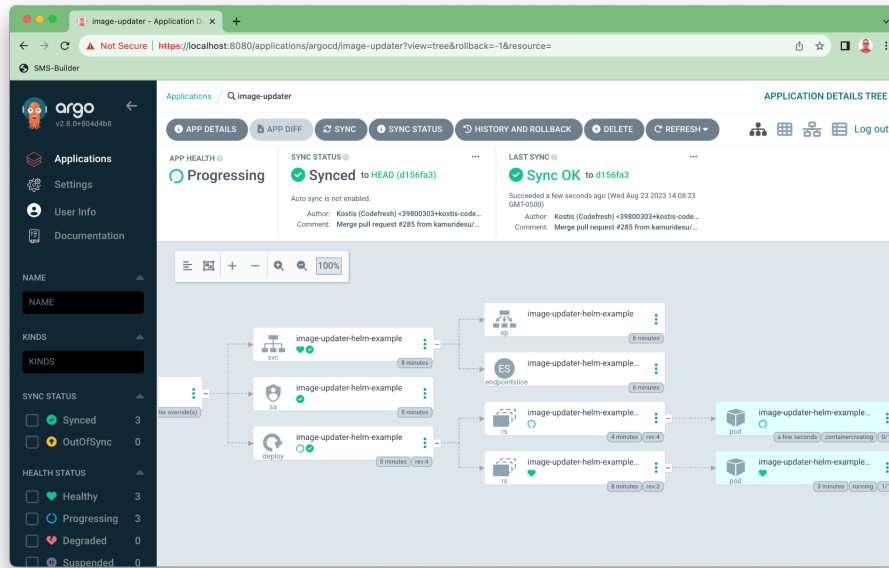 image-updater - Application D
Not Secure | https://localhost:8080/applications/argocd/image-updater?view=tree&rollback=-1&resource=
SMS-Builder
argo
v2.8.0+804d4b8
Applications
Settings
User Info
Documentation
NAME
NAME
KINDS
KINDS
SYNC STATUS
Synced 3
OutOfSync 0
HEALTH STATUS
Healthy 3
Progressing 3
Degraded 0
Suspended 0
Applications / image-updater
APPLICATION DETAILS TREE
APP DETAILS APP DIFF SYNC SYNC STATUS HISTORY AND ROLLBACK DELETE REFRESH Log out
APP HEALTH
Progressing
SYNC STATUS
Synced to HEAD (d156fa3)
Auto sync is not enabled.
Author: Kostis (Codefresh) <39800303+kostis-code...
Comment: Merge pull request #285 from kamuridesu/...
LAST SYNC
Sync OK to d156fa3
Succeeded a few seconds ago (Wed Aug 23 2023 14:08:23
GMT-0500)
Author: Kostis (Codefresh) <39800303+kostis-code...
Comment: Merge pull request #285 from kamuridesu/...
100%
ter override(s)
svc
image-updater-helm-example
8 minutes
sa
image-updater-helm-example
8 minutes
deploy
image-updater-helm-example
8 minutes rev:4
ep
image-updater-helm-example
8 minutes
ES
endpointslice
image-updater-helm-example...
8 minutes
rs
image-updater-helm-example...
4 minutes rev:4
rs
image-updater-helm-example...
8 minutes rev:3
pod
image-updater-helm-example...
a few seconds containercreating 0/
pod
image-updater-helm-example...
3 minutes running 1/